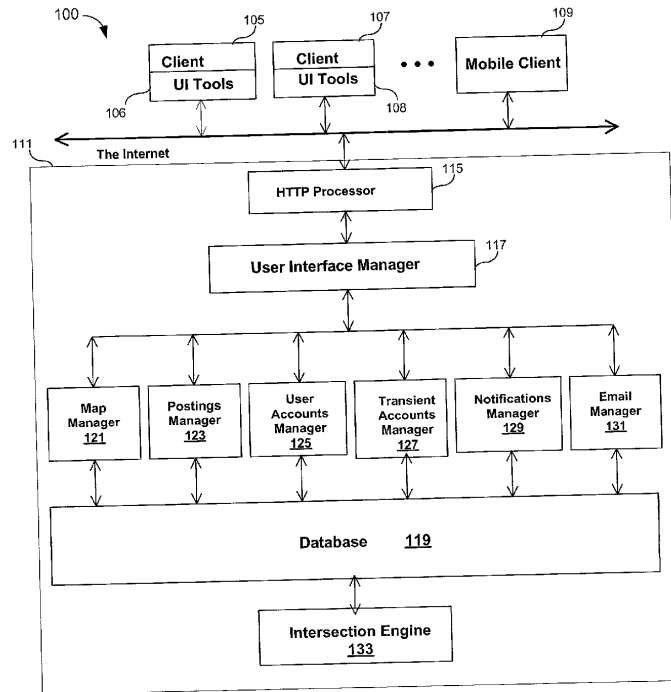 100
105
107
109
Client
UI Tools
Client
UI Tools
Mobile Client
106
108
111
The Internet
HTTP Processor
115
User Interface Manager
117
Map
Manager
121
Postings
Manager
123
User
Accounts
Manager
125
Transient
Accounts
Manager
127
Notifications
Manager
129
Email
Manager
131
Database 119
Intersection Engine
133